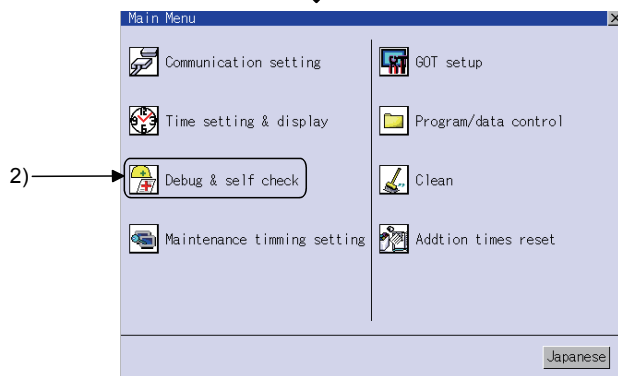 Main Menu
Communication setting
GOT setup
Time setting & display
Program/data control
2)
Debug & self check
Clean
Maintenance timming setting
Addtion times reset
Japanese